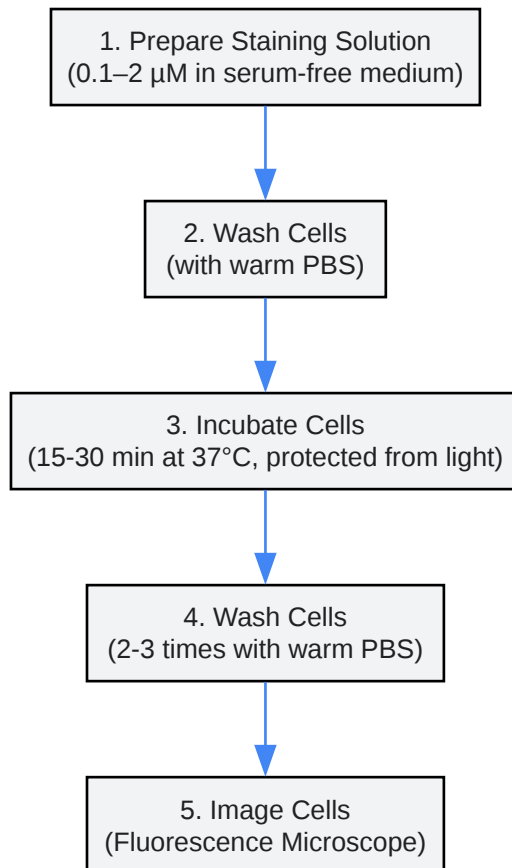 1. Prepare Staining Solution
(0.1–2 µM in serum-free medium)
2. Wash Cells
(with warm PBS)
3. Incubate Cells
(15-30 min at 37°C, protected from light)
4. Wash Cells
(2-3 times with warm PBS)
5. Image Cells
(Fluorescence Microscope)